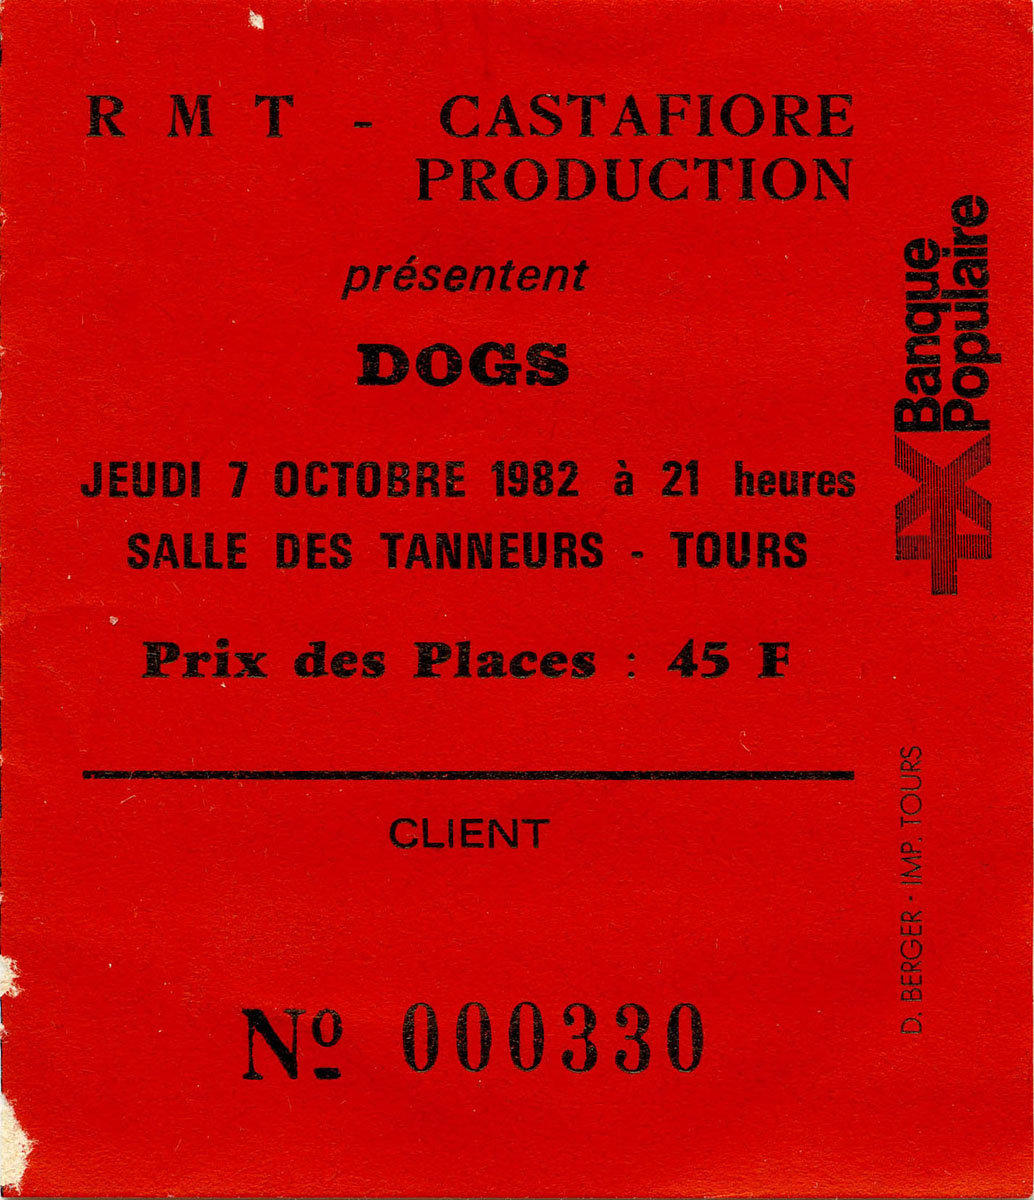 R M T - CASTAFIORE
PRODUCTION
présentent
DOGS
JEUDI 7 OCTOBRE 1982 à 21 heures
SALLE DES TANNEURS - TOURS
Prix des Places : 45 F
CLIENT
Nº 000330
Banque
Populaire
D. BERGER - IMP. TOURS